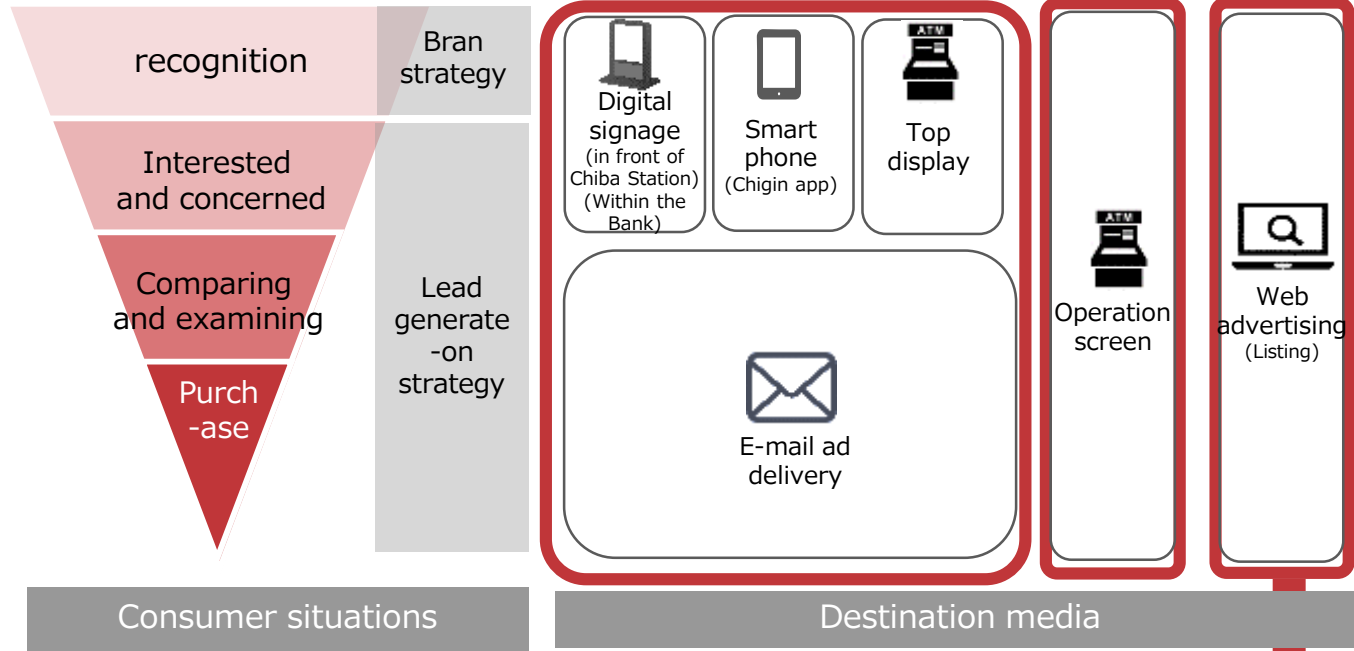 recognition
Bran
strategy
Interested
and concerned
Comparing
and examining
Purch
-ase
Lead
generate
-on
strategy
Consumer situations
Digital
signage
(in front of
Chiba Station)
(Within the
Bank)
Smart
phone
(Chigin app)
ATM
Top
display
E-mail ad
delivery
ATM
Operation
screen
Web
advertising
(Listing)
Destination media